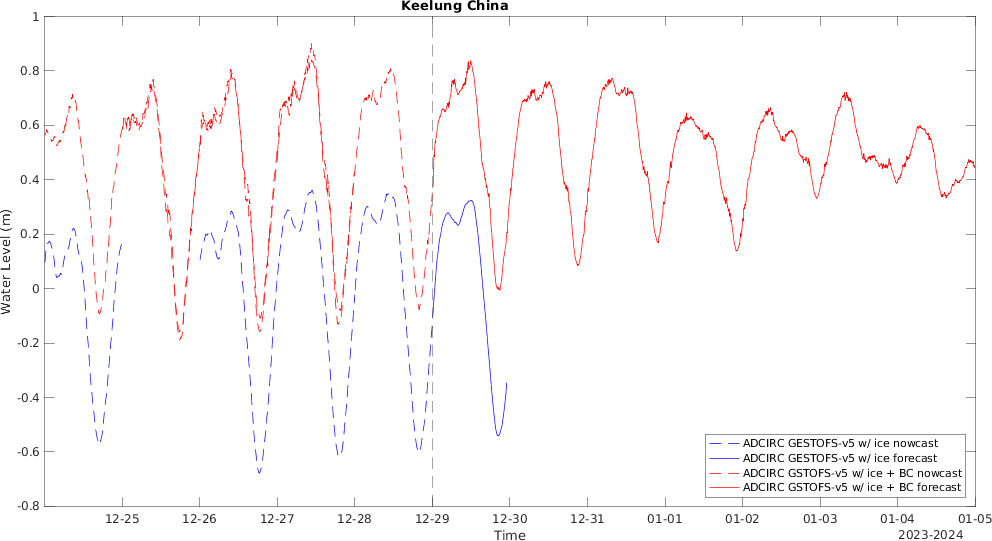 Keelung China
Water Level (m)
1
0.8
0.6
0.4
0.2
0
-0.2
-0.4
-0.6
-0.8
12-25 12-26 12-27 12-28 12-29 12-30 12-31 01-01 01-02 01-03 01-04 01-05
Time
2023-2024
ADCIRC GESTOFS-v5 w/ ice nowcast
ADCIRC GESTOFS-v5 w/ ice forecast
ADCIRC GSTOFS-v5 w/ ice + BC nowcast
ADCIRC GSTOFS-v5 w/ ice + BC forecast